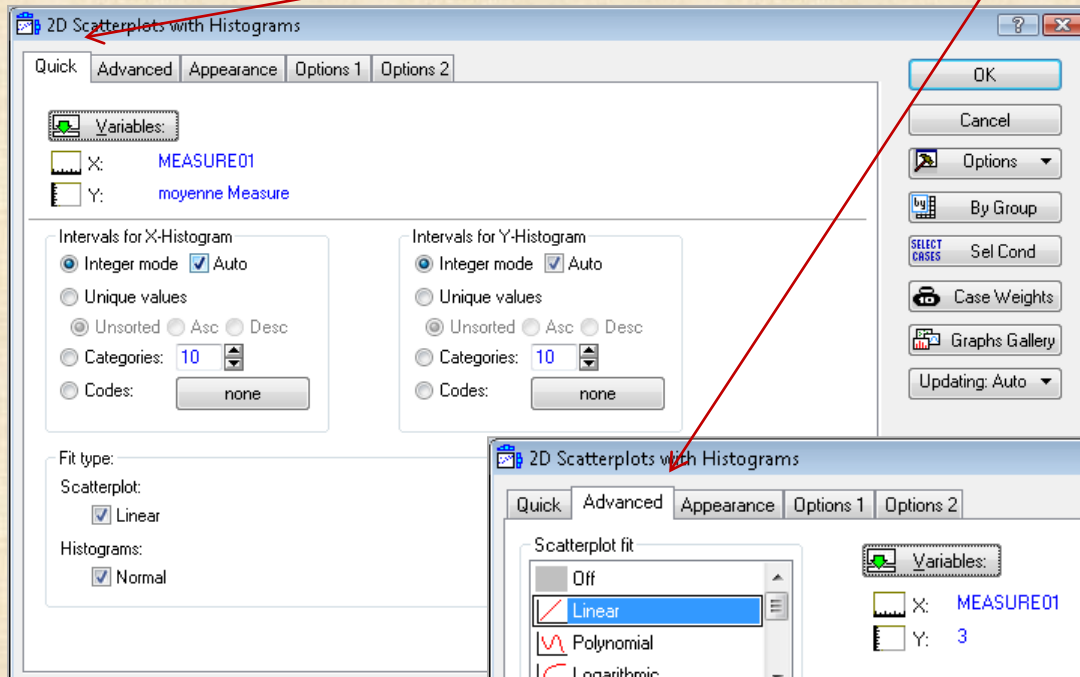 2D Scatterplots with Histograms
Quick Advanced Appearance Options 1 Options 2
OK
Cancel
Options
By Group
SELECT CASES Sel Cond
Case Weights
Graphs Gallery
Updating: Auto
Variables:
X: MEASURE01
Y: moyenne Measure
Intervals for X-Histogram
Integer mode Auto
Unique values
Unsorted Asc Desc
Categories: 10
Codes: none
Intervals for Y-Histogram
Integer mode Auto
Unique values
Unsorted Asc Desc
Categories: 10
Codes: none
Fit type:
Scatterplot:
Linear
Histograms:
Normal
2D Scatterplots with Histograms
Quick Advanced Appearance Options 1 Options 2
Scatterplot fit
Off
Linear
Polynomial
Logarithmic
Variables:
X: MEASURE01
Y: 3